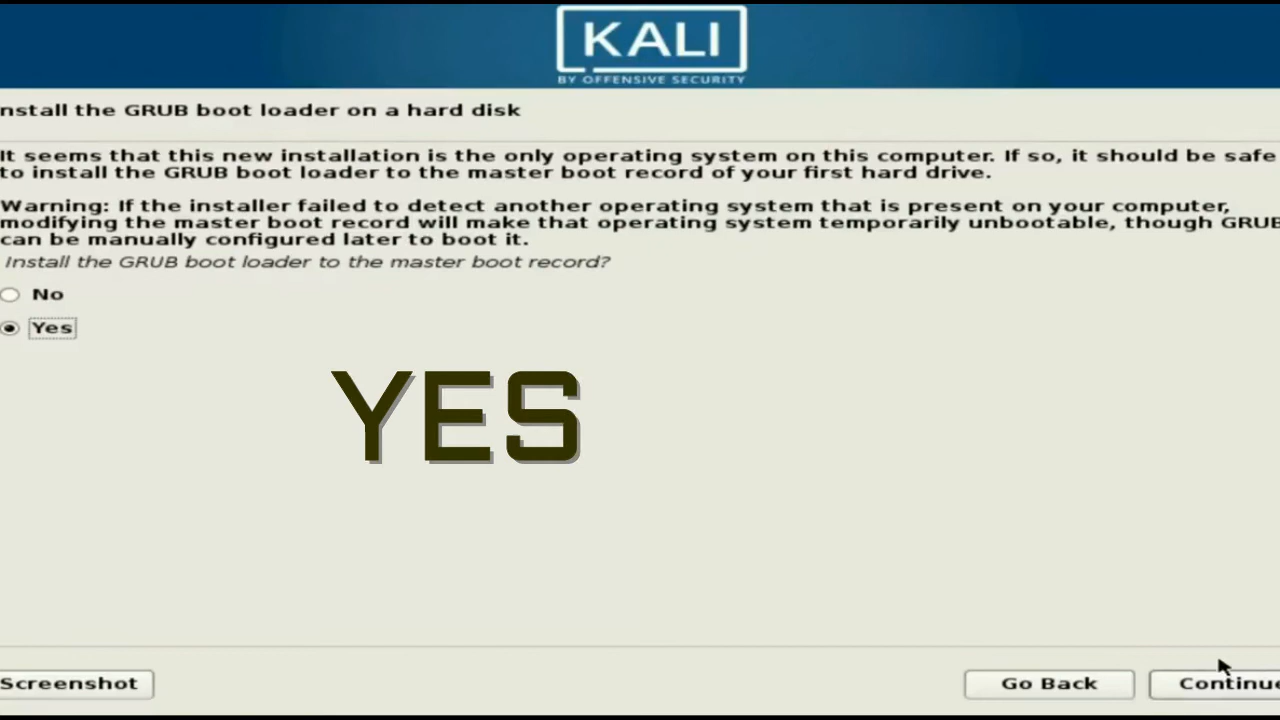 KALI
BY OFFENSIVE SECURITY
nstall the GRUB boot loader on a hard disk
It seems that this new installation is the only operating system on this computer. If so, it should be safe
to install the GRUB boot loader to the master boot record of your first hard drive.
Warning: If the installer failed to detect another operating system that is present on your computer,
modifying the master boot record will make that operating system temporarily unbootable, though GRUB
can be manually configured later to boot it.
Install the GRUB boot loader to the master boot record?
No
Yes
YES
Screenshot
Go Back
Continue